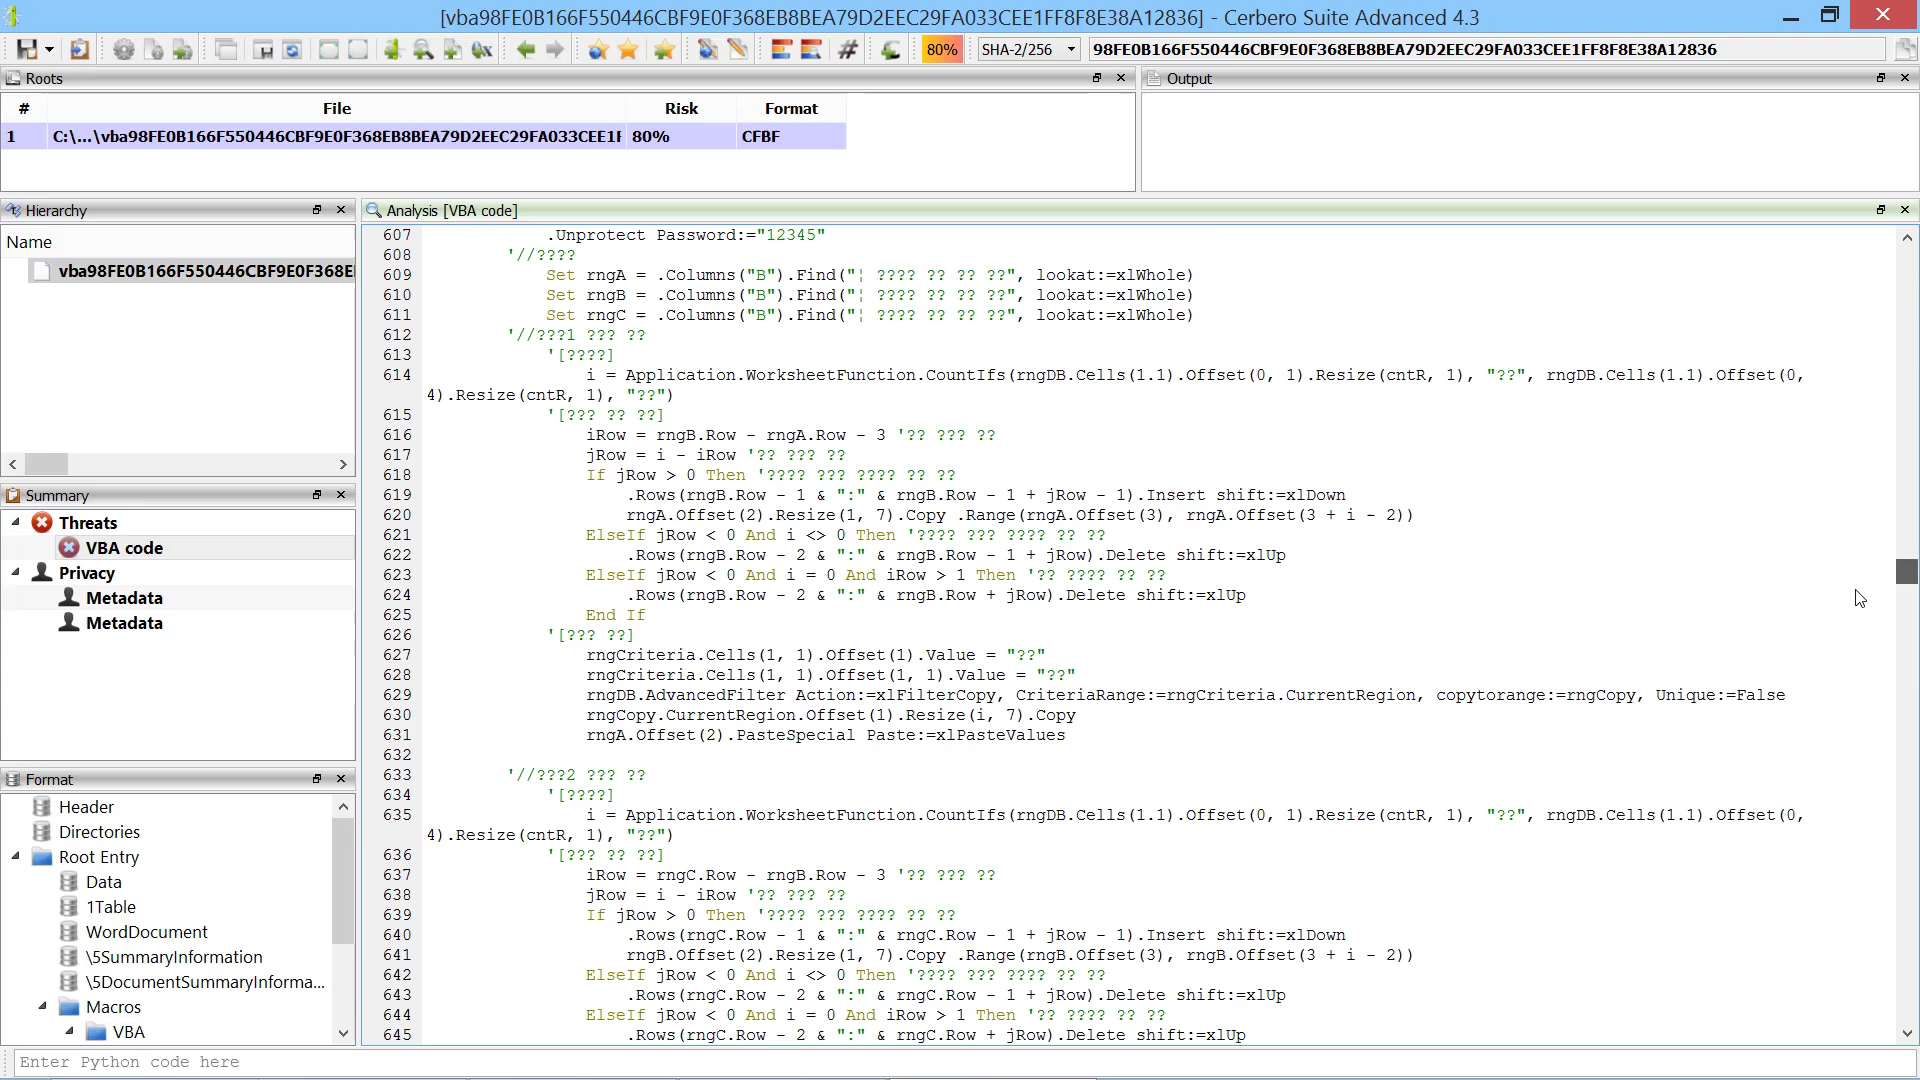 [vba98FE0B166F550446CBF9E0F368EB8BEA79D2EEC29FA033CEE1FF8F8E38A12836] - Cerbero Suite Advanced 4.3
80% SHA-2/256 98FE0B166F550446CBF9E0F368EB8BEA79D2EEC29FA033CEE1FF8F8E38A12836
Roots
# File Risk Format
1 C:\...\vba98FE0B166F550446CBF9E0F368EB8BEA79D2EEC29FA033CEE1F 80% CFBF
Output
Hierarchy
Name
vba98FE0B166F550446CBF9E0F368E
Summary
Threats
VBA code
Privacy
Metadata
Metadata
Format
Header
Directories
Root Entry
Data
1Table
WordDocument
\5SummaryInformation
\5DocumentSummaryInforma...
Macros
VBA
Analysis [VBA code]
607 .Unprotect Password:="12345"
608 '//????
609 Set rngA = .Columns("B").Find("¦ ???? ?? ?? ??", lookat:=xlWhole)
610 Set rngB = .Columns("B").Find("¦ ???? ?? ?? ??", lookat:=xlWhole)
611 Set rngC = .Columns("B").Find("¦ ???? ?? ?? ??", lookat:=xlWhole)
612 '//???1 ??? ??
613 '[????]
614 i = Application.WorksheetFunction.CountIfs(rngDB.Cells(1.1).Offset(0, 1).Resize(cntR, 1), "??", rngDB.Cells(1.1).Offset(0,
4).Resize(cntR, 1), "??")
615 '[??? ?? ??]
616 iRow = rngB.Row - rngA.Row - 3 '?? ??? ??
617 jRow = i - iRow '?? ??? ??
618 If jRow > 0 Then '???? ??? ???? ?? ??
619 .Rows(rngB.Row - 1 & ":" & rngB.Row - 1 + jRow - 1).Insert shift:=xlDown
620 rngA.Offset(2).Resize(1, 7).Copy .Range(rngA.Offset(3), rngA.Offset(3 + i - 2))
621 ElseIf jRow < 0 And i <> 0 Then '???? ??? ???? ?? ??
622 .Rows(rngB.Row - 2 & ":" & rngB.Row - 1 + jRow).Delete shift:=xlUp
623 ElseIf jRow < 0 And i = 0 And iRow > 1 Then '?? ???? ?? ??
624 .Rows(rngB.Row - 2 & ":" & rngB.Row + jRow).Delete shift:=xlUp
625 End If
626 '[??? ??]
627 rngCriteria.Cells(1, 1).Offset(1).Value = "??"
628 rngCriteria.Cells(1, 1).Offset(1, 1).Value = "??"
629 rngDB.AdvancedFilter Action:=xlFilterCopy, CriteriaRange:=rngCriteria.CurrentRegion, copytorange:=rngCopy, Unique:=False
630 rngCopy.CurrentRegion.Offset(1).Resize(i, 7).Copy
631 rngA.Offset(2).PasteSpecial Paste:=xlPasteValues
632
633 '//???2 ??? ??
634 '[????]
635 i = Application.WorksheetFunction.CountIfs(rngDB.Cells(1.1).Offset(0, 1).Resize(cntR, 1), "??", rngDB.Cells(1.1).Offset(0,
4).Resize(cntR, 1), "??")
636 '[??? ?? ??]
637 iRow = rngC.Row - rngB.Row - 3 '?? ??? ??
638 jRow = i - iRow '?? ??? ??
639 If jRow > 0 Then '???? ??? ???? ?? ??
640 .Rows(rngC.Row - 1 & ":" & rngC.Row - 1 + jRow - 1).Insert shift:=xlDown
641 rngB.Offset(2).Resize(1, 7).Copy .Range(rngB.Offset(3), rngB.Offset(3 + i - 2))
642 ElseIf jRow < 0 And i <> 0 Then '???? ??? ???? ?? ??
643 .Rows(rngC.Row - 2 & ":" & rngC.Row - 1 + jRow).Delete shift:=xlUp
644 ElseIf jRow < 0 And i = 0 And iRow > 1 Then '?? ???? ?? ??
645 .Rows(rngC.Row - 2 & ":" & rngC.Row + jRow).Delete shift:=xlUp
Enter Python code here